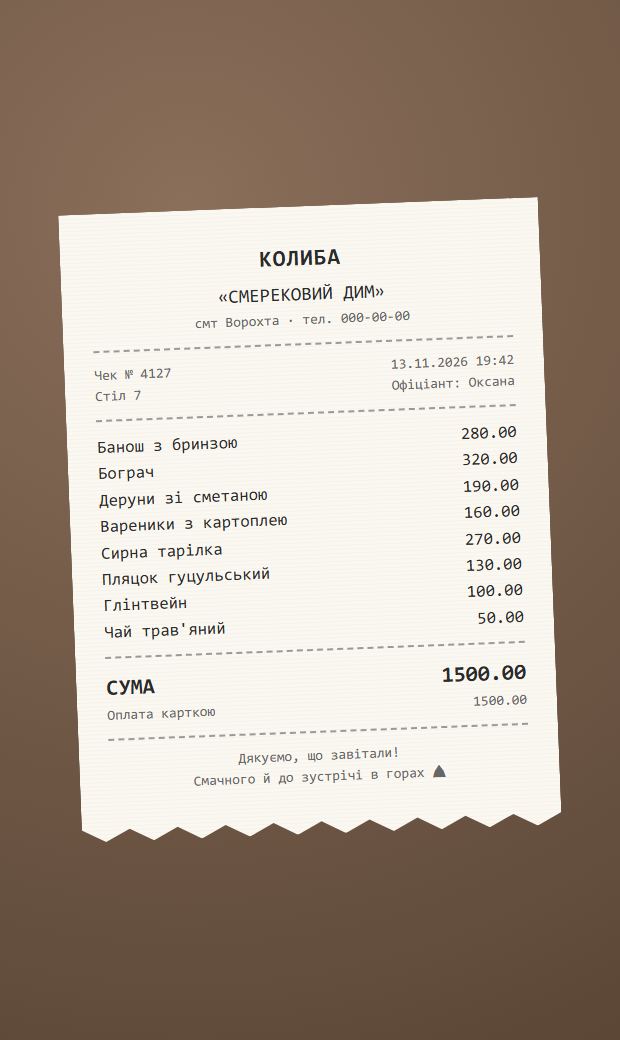 КОЛИБА
«СМЕРЕКОВИЙ ДИМ»
смт Ворохта · тел. 000-00-00
Чек № 4127 13.11.2026 19:42
Стіл 7 Офіціант: Оксана
Банош з бринзою 280.00
Бограч 320.00
Деруни зі сметаною 190.00
Вареники з картоплею 160.00
Сирна тарілка 270.00
Пляцок гуцульський 130.00
Глінтвейн 100.00
Чай трав'яний 50.00
СУМА 1500.00
Оплата карткою 1500.00
Дякуємо, що завітали!
Смачного й до зустрічі в горах